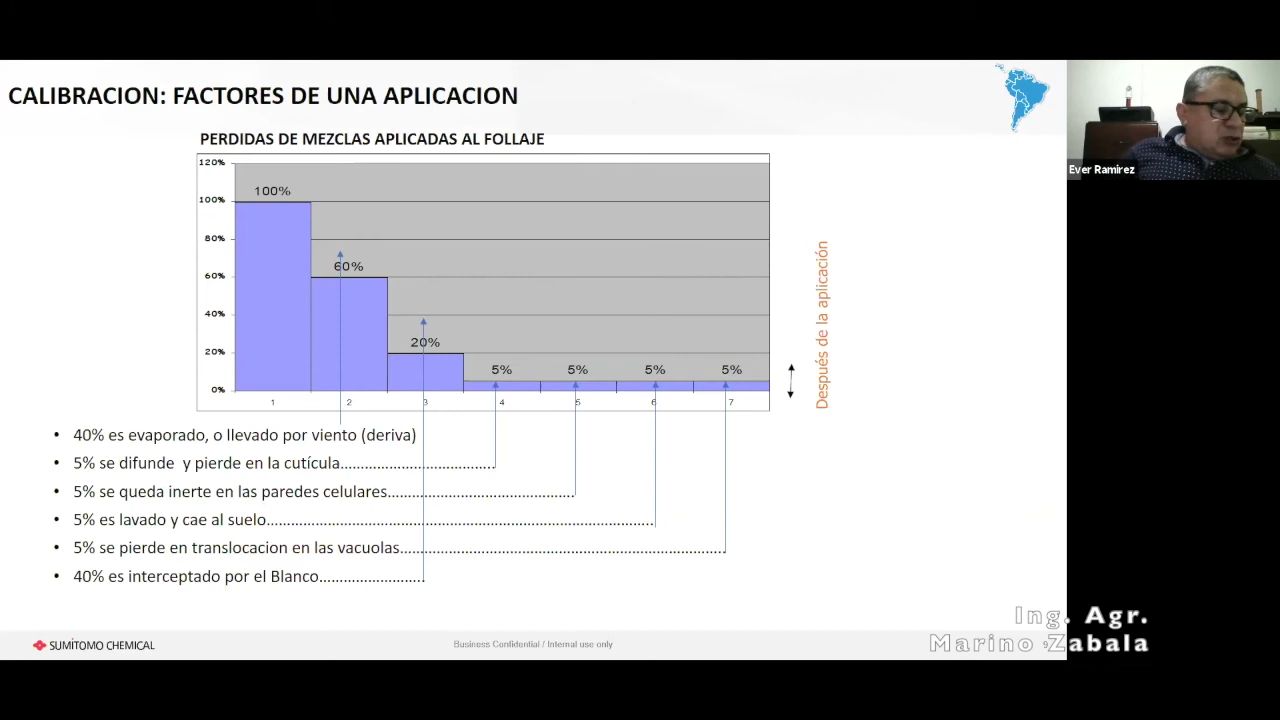 CALIBRACION: FACTORES DE UNA APLICACION
PERDIDAS DE MEZCLAS APLICADAS AL FOLLAJE
120%
100%
80%
60%
40%
20%
0%
100%
60%
20%
5%
5%
5%
5%
1 2 3 4 5 6 7
Después de la aplicación
• 40% es evaporado, o llevado por viento (deriva)
• 5% se difunde y pierde en la cutícula
• 5% se queda inerte en las paredes celulares
• 5% es lavado y cae al suelo
• 5% se pierde en translocacion en las vacuolas
• 40% es interceptado por el Blanco
SUMITOMO CHEMICAL
Business Confidential / Internal use only
9
Ing. Agr.
Marino Zabala
Ever Ramirez